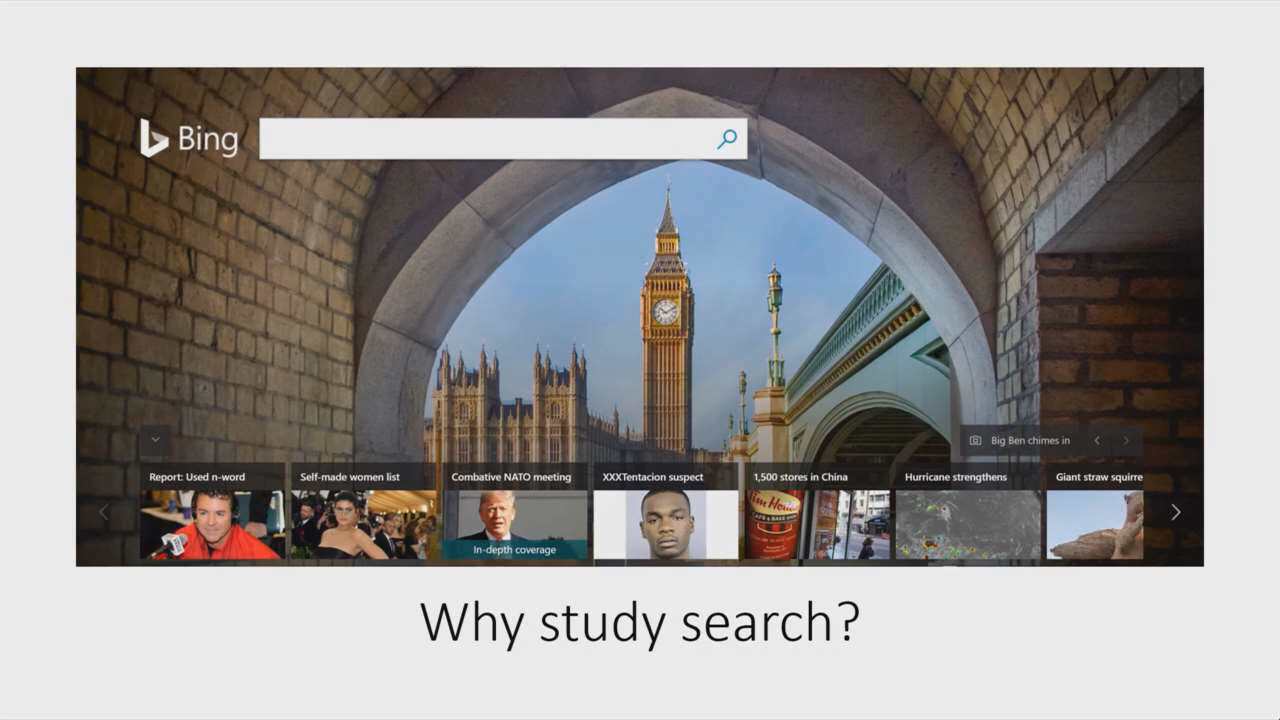 Bing
Big Ben chimes in
Report: Used n-word
Self-made women list
Combative NATO meeting
XXXTentacion suspect
1,500 stores in China
Hurricane strengthens
Giant straw squirre
In-depth coverage
Why study search?